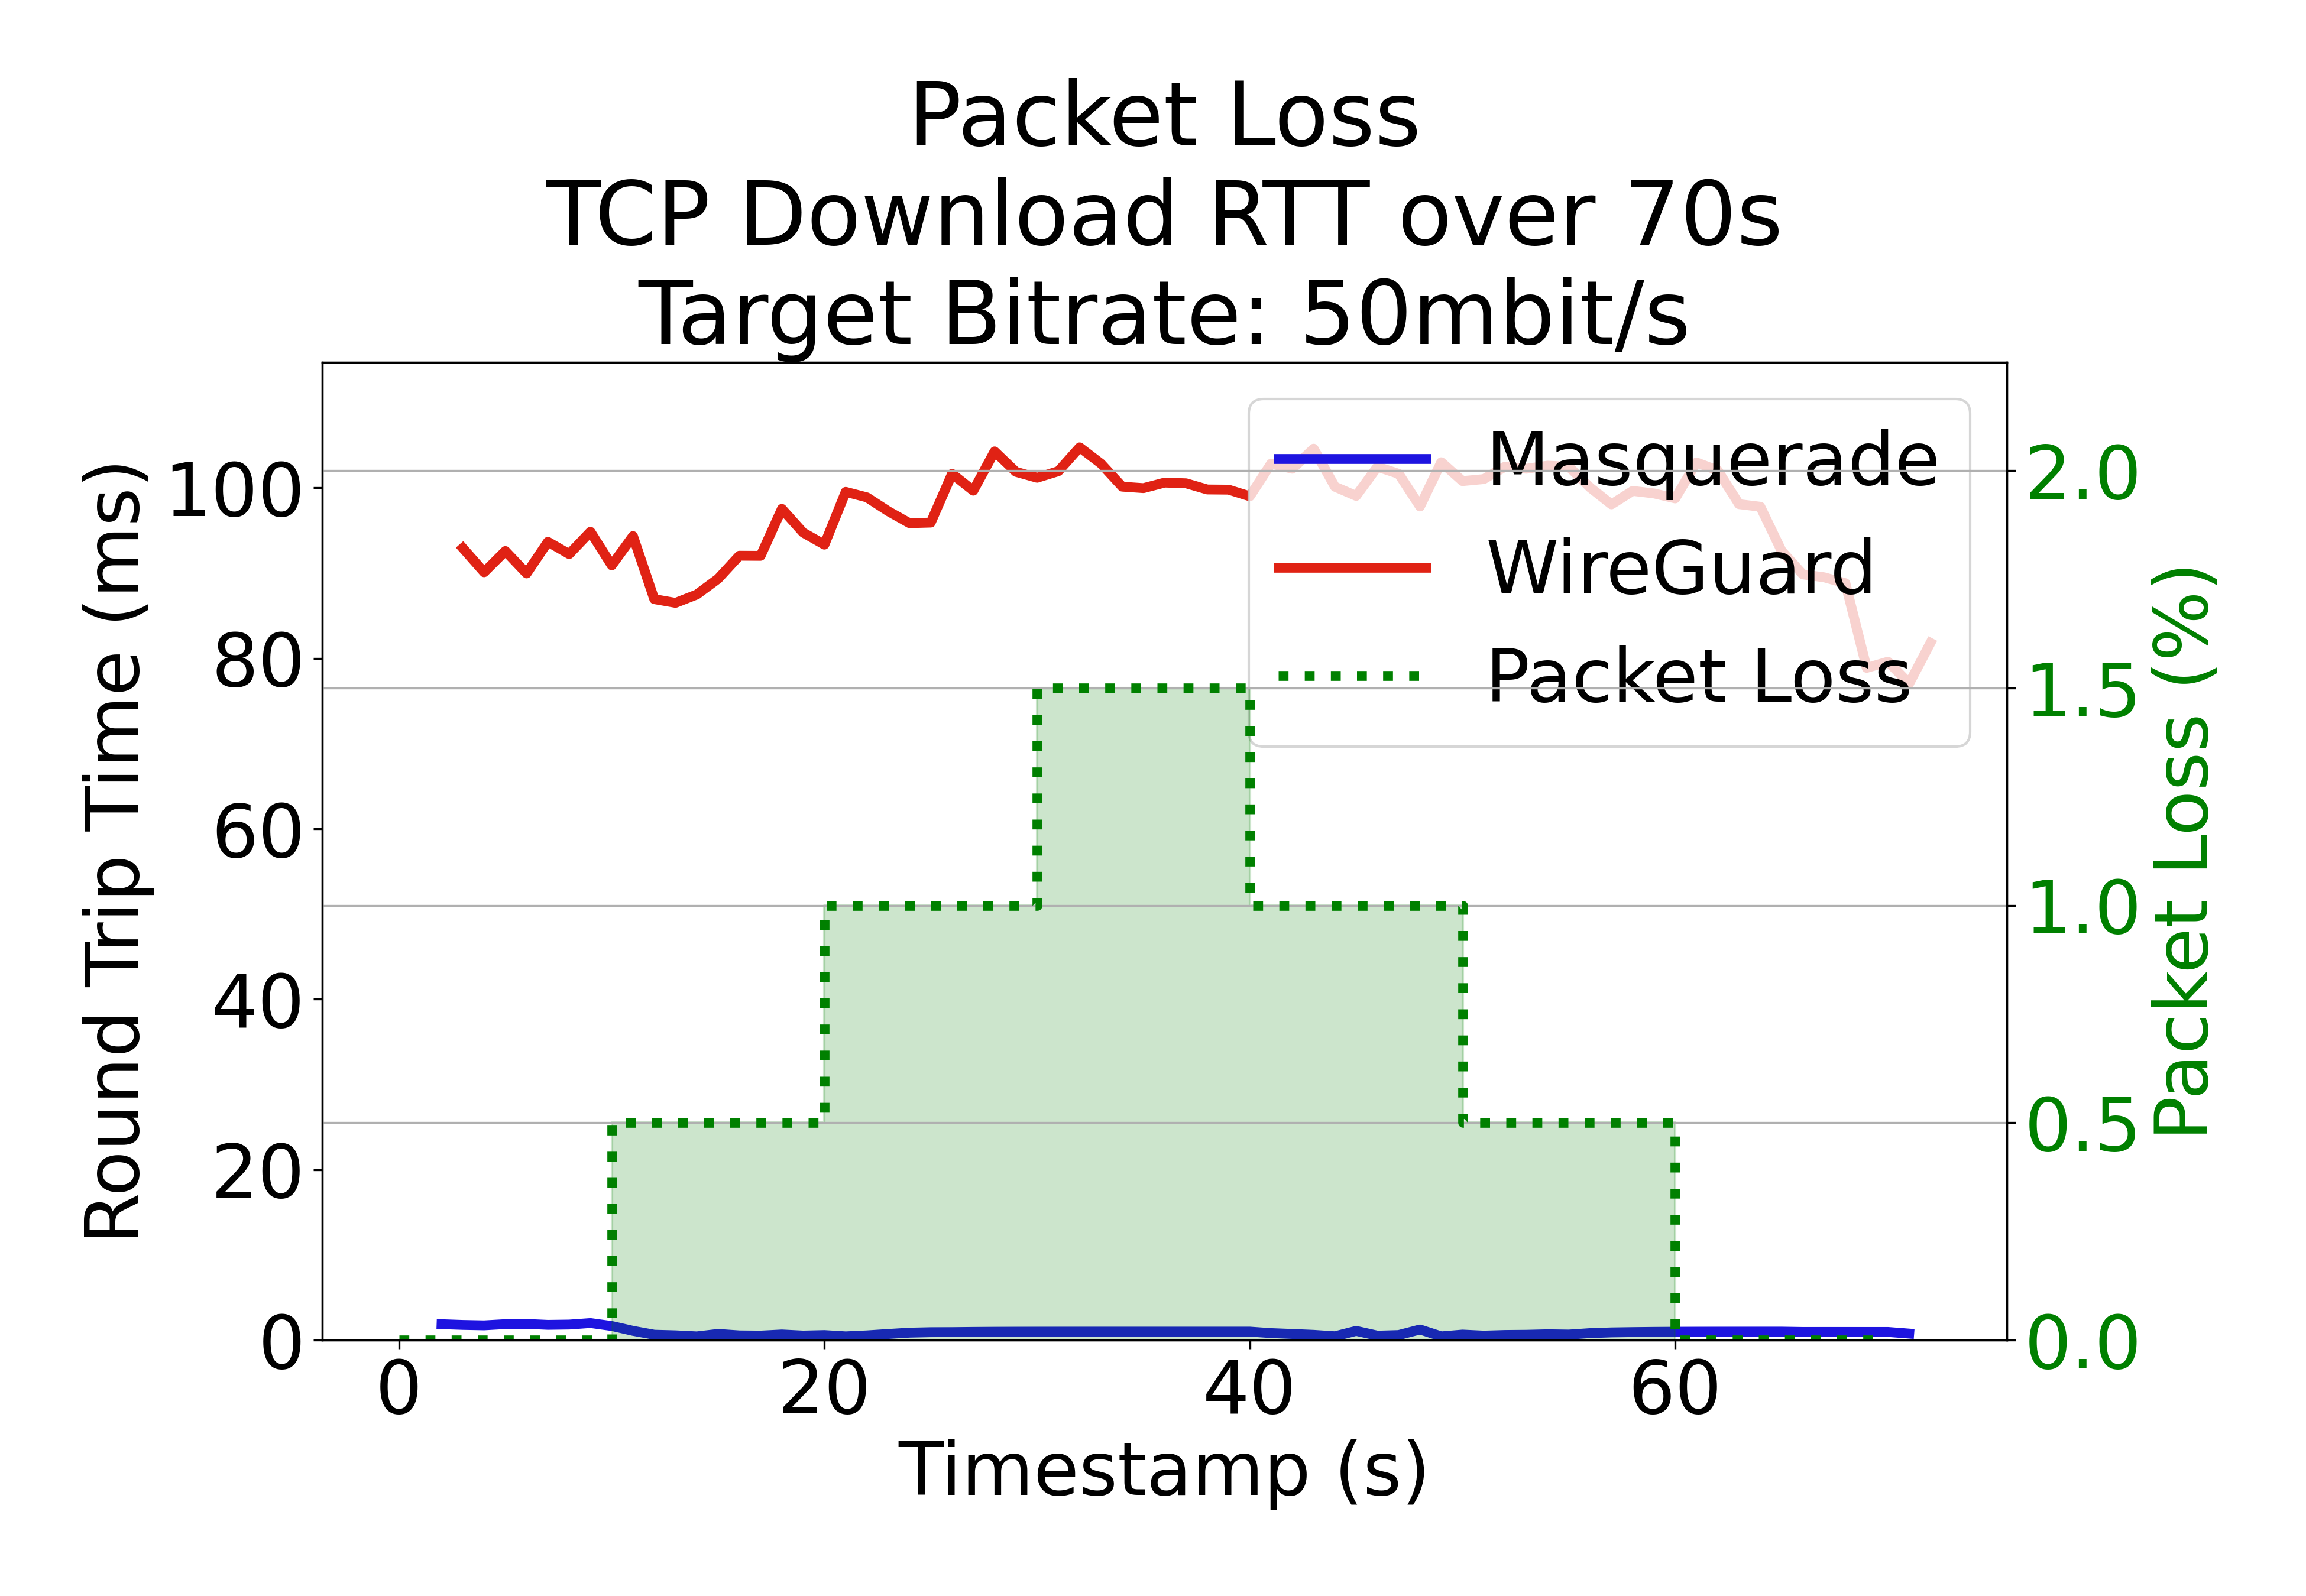 Packet Loss
TCP Download RTT over 70s
Target Bitrate: 50mbit/s
Round Trip Time (ms)
100
80
60
40
20
0
Masquerade
WireGuard
Packet Loss
2.0
1.5
1.0
0.5
0.0
Packet Loss (%)
0 20 40 60
Timestamp (s)